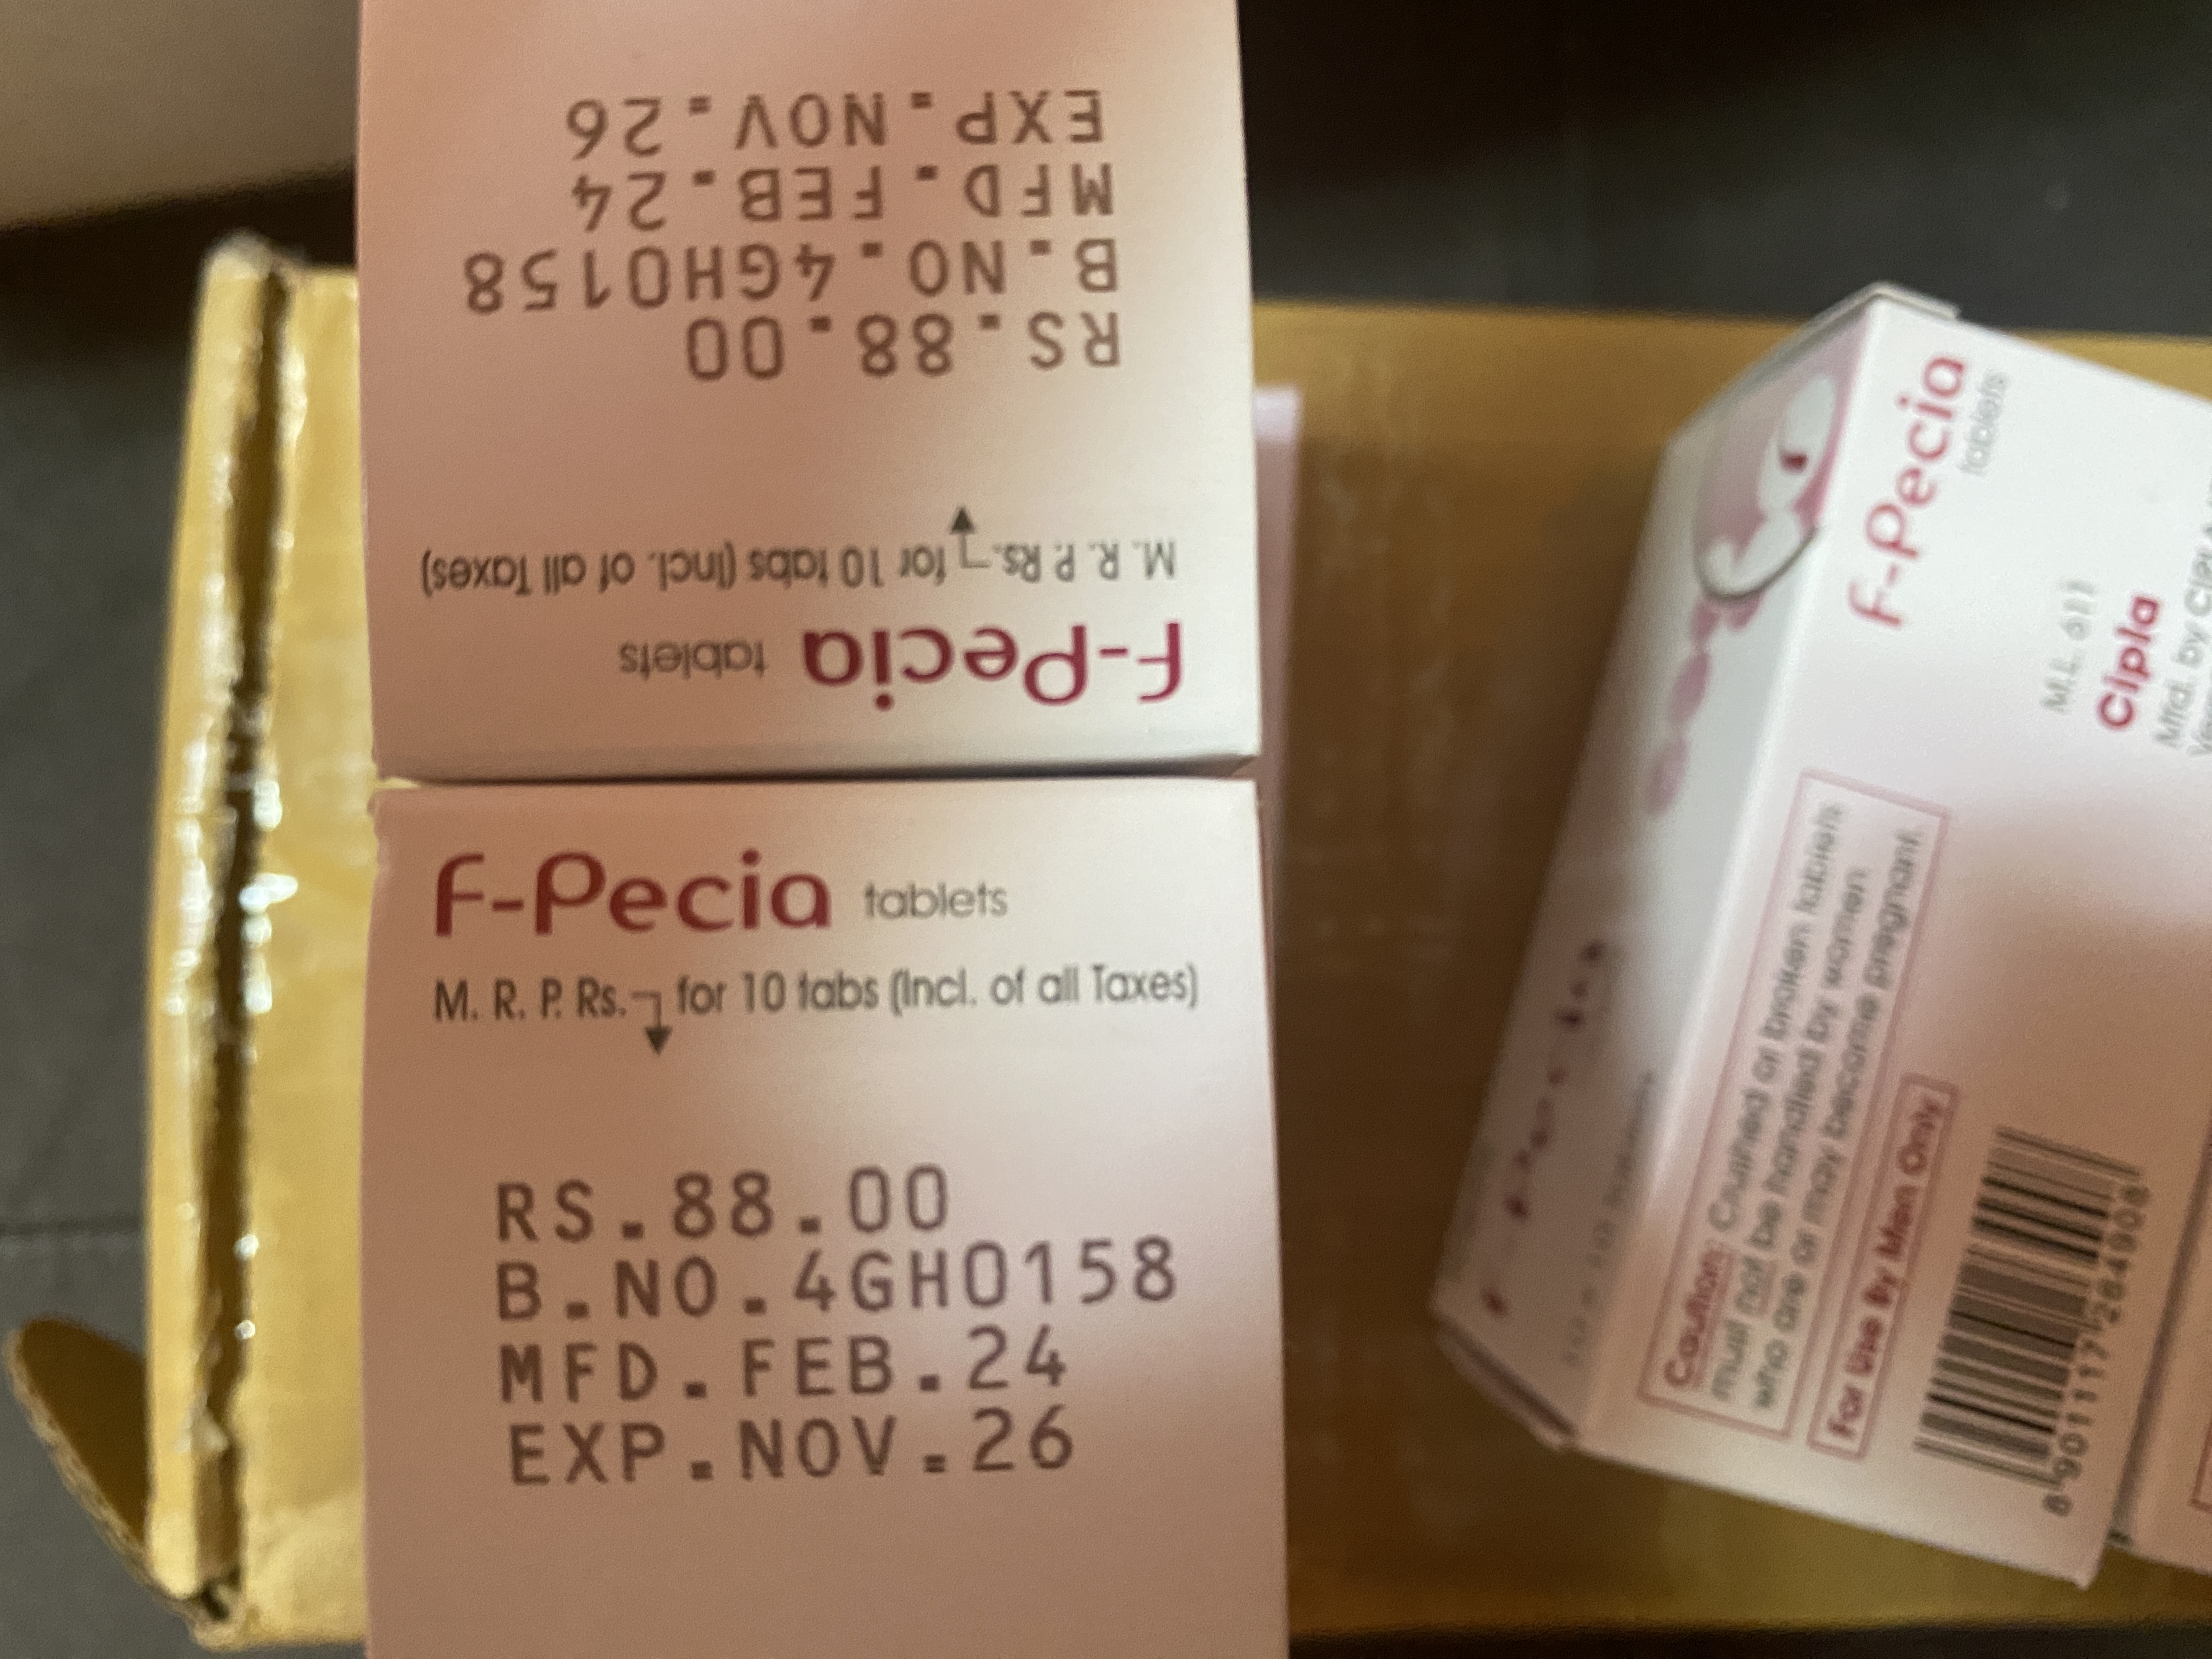 EXP.NOV.26
MFD.FEB.24
B.NO.4GH0158
RS.88.00
M. R. P. Rs. for 10 tabs (Incl. of all Taxes)
F-Pecia tablets
F-Pecia tablets
M. R. P. Rs. for 10 tabs (Incl. of all Taxes)
RS.88.00
B.NO.4GH0158
MFD.FEB.24
EXP.NOV.26
F-Pecia
tablets
M.L. 611
Cipla
Mfd. by
Caution: Crushed or broken tablets
must not be handled by women
who are or may become pregnant.
For Use By Men Only